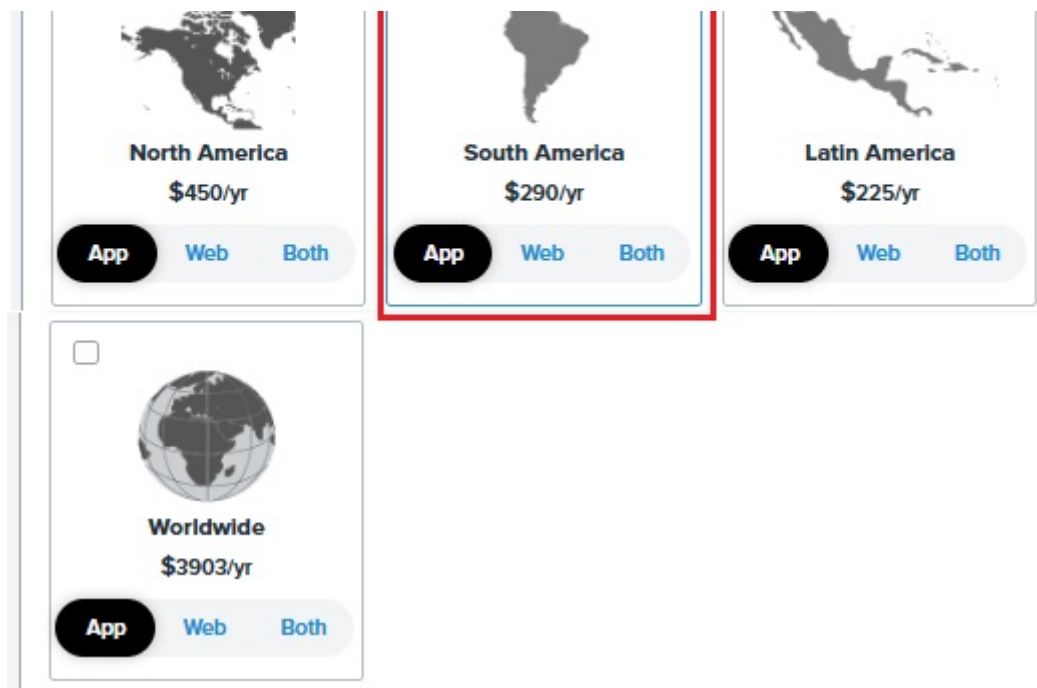 North America
South America
Latin America
$450/yr
$290/yr
$225/yr
App Web Both
App Web Both
App Web Both
Worldwide
$3903/yr
App Web Both